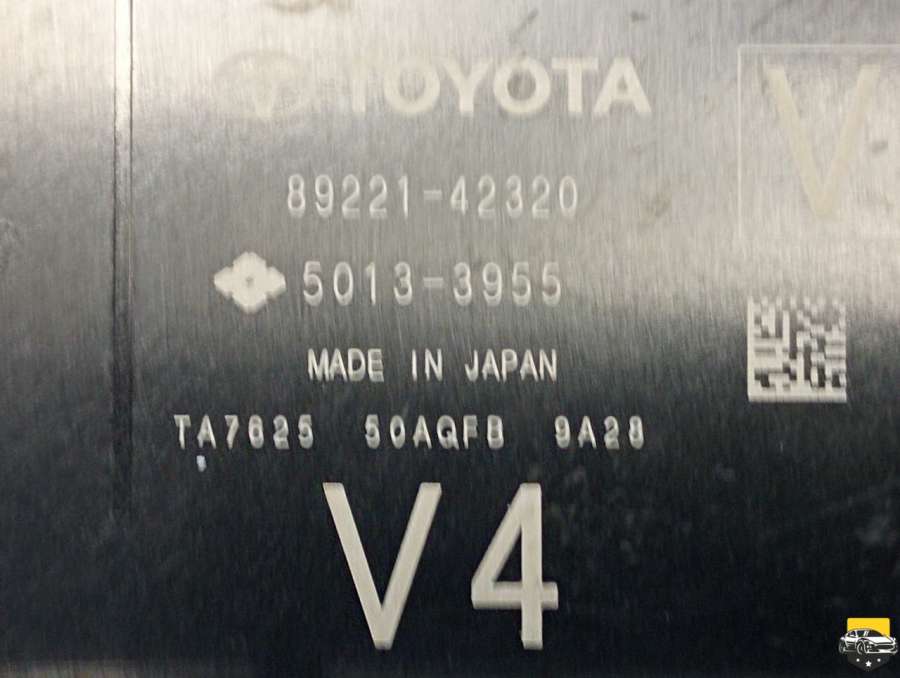 TOYOTA
V
89221-42320
5013-3955
MADE IN JAPAN
TA7625 50AQFB 9A28
V4